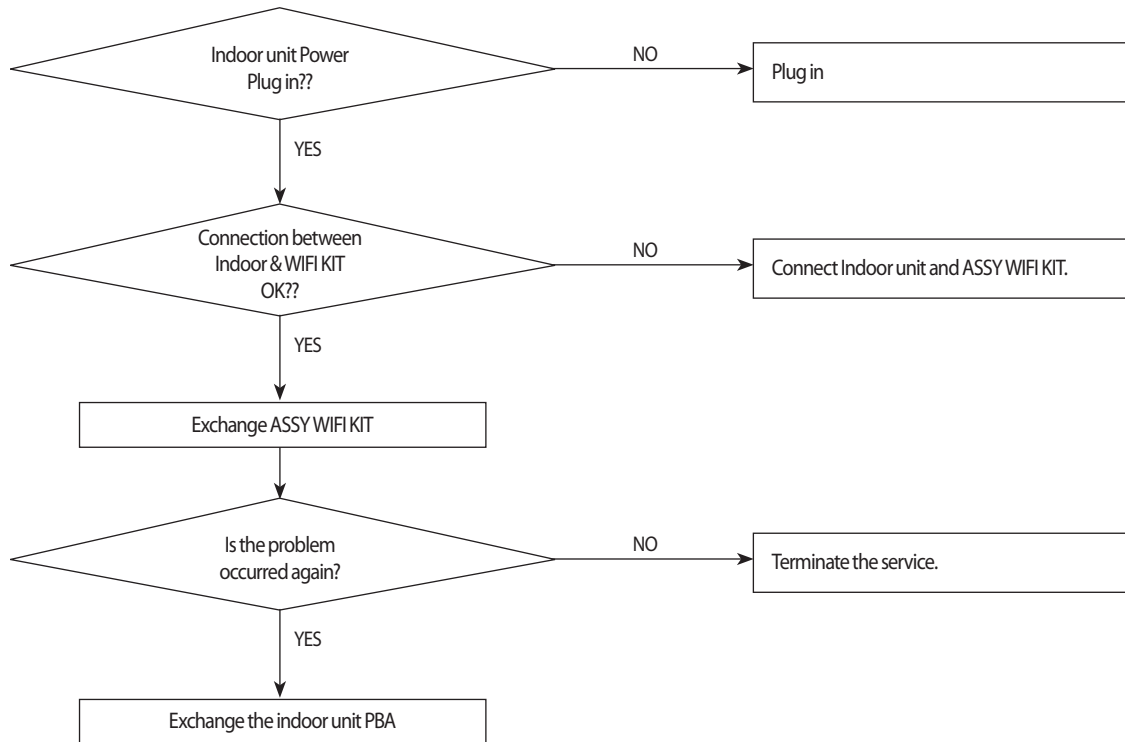 Indoor unit Power
Plug in??
NO
Plug in
YES
Connection between
Indoor & WIFI KIT
OK??
NO
Connect Indoor unit and ASSY WIFI KIT.
YES
Exchange ASSY WIFI KIT
Is the problem
occurred again?
NO
Terminate the service.
YES
Exchange the indoor unit PBA